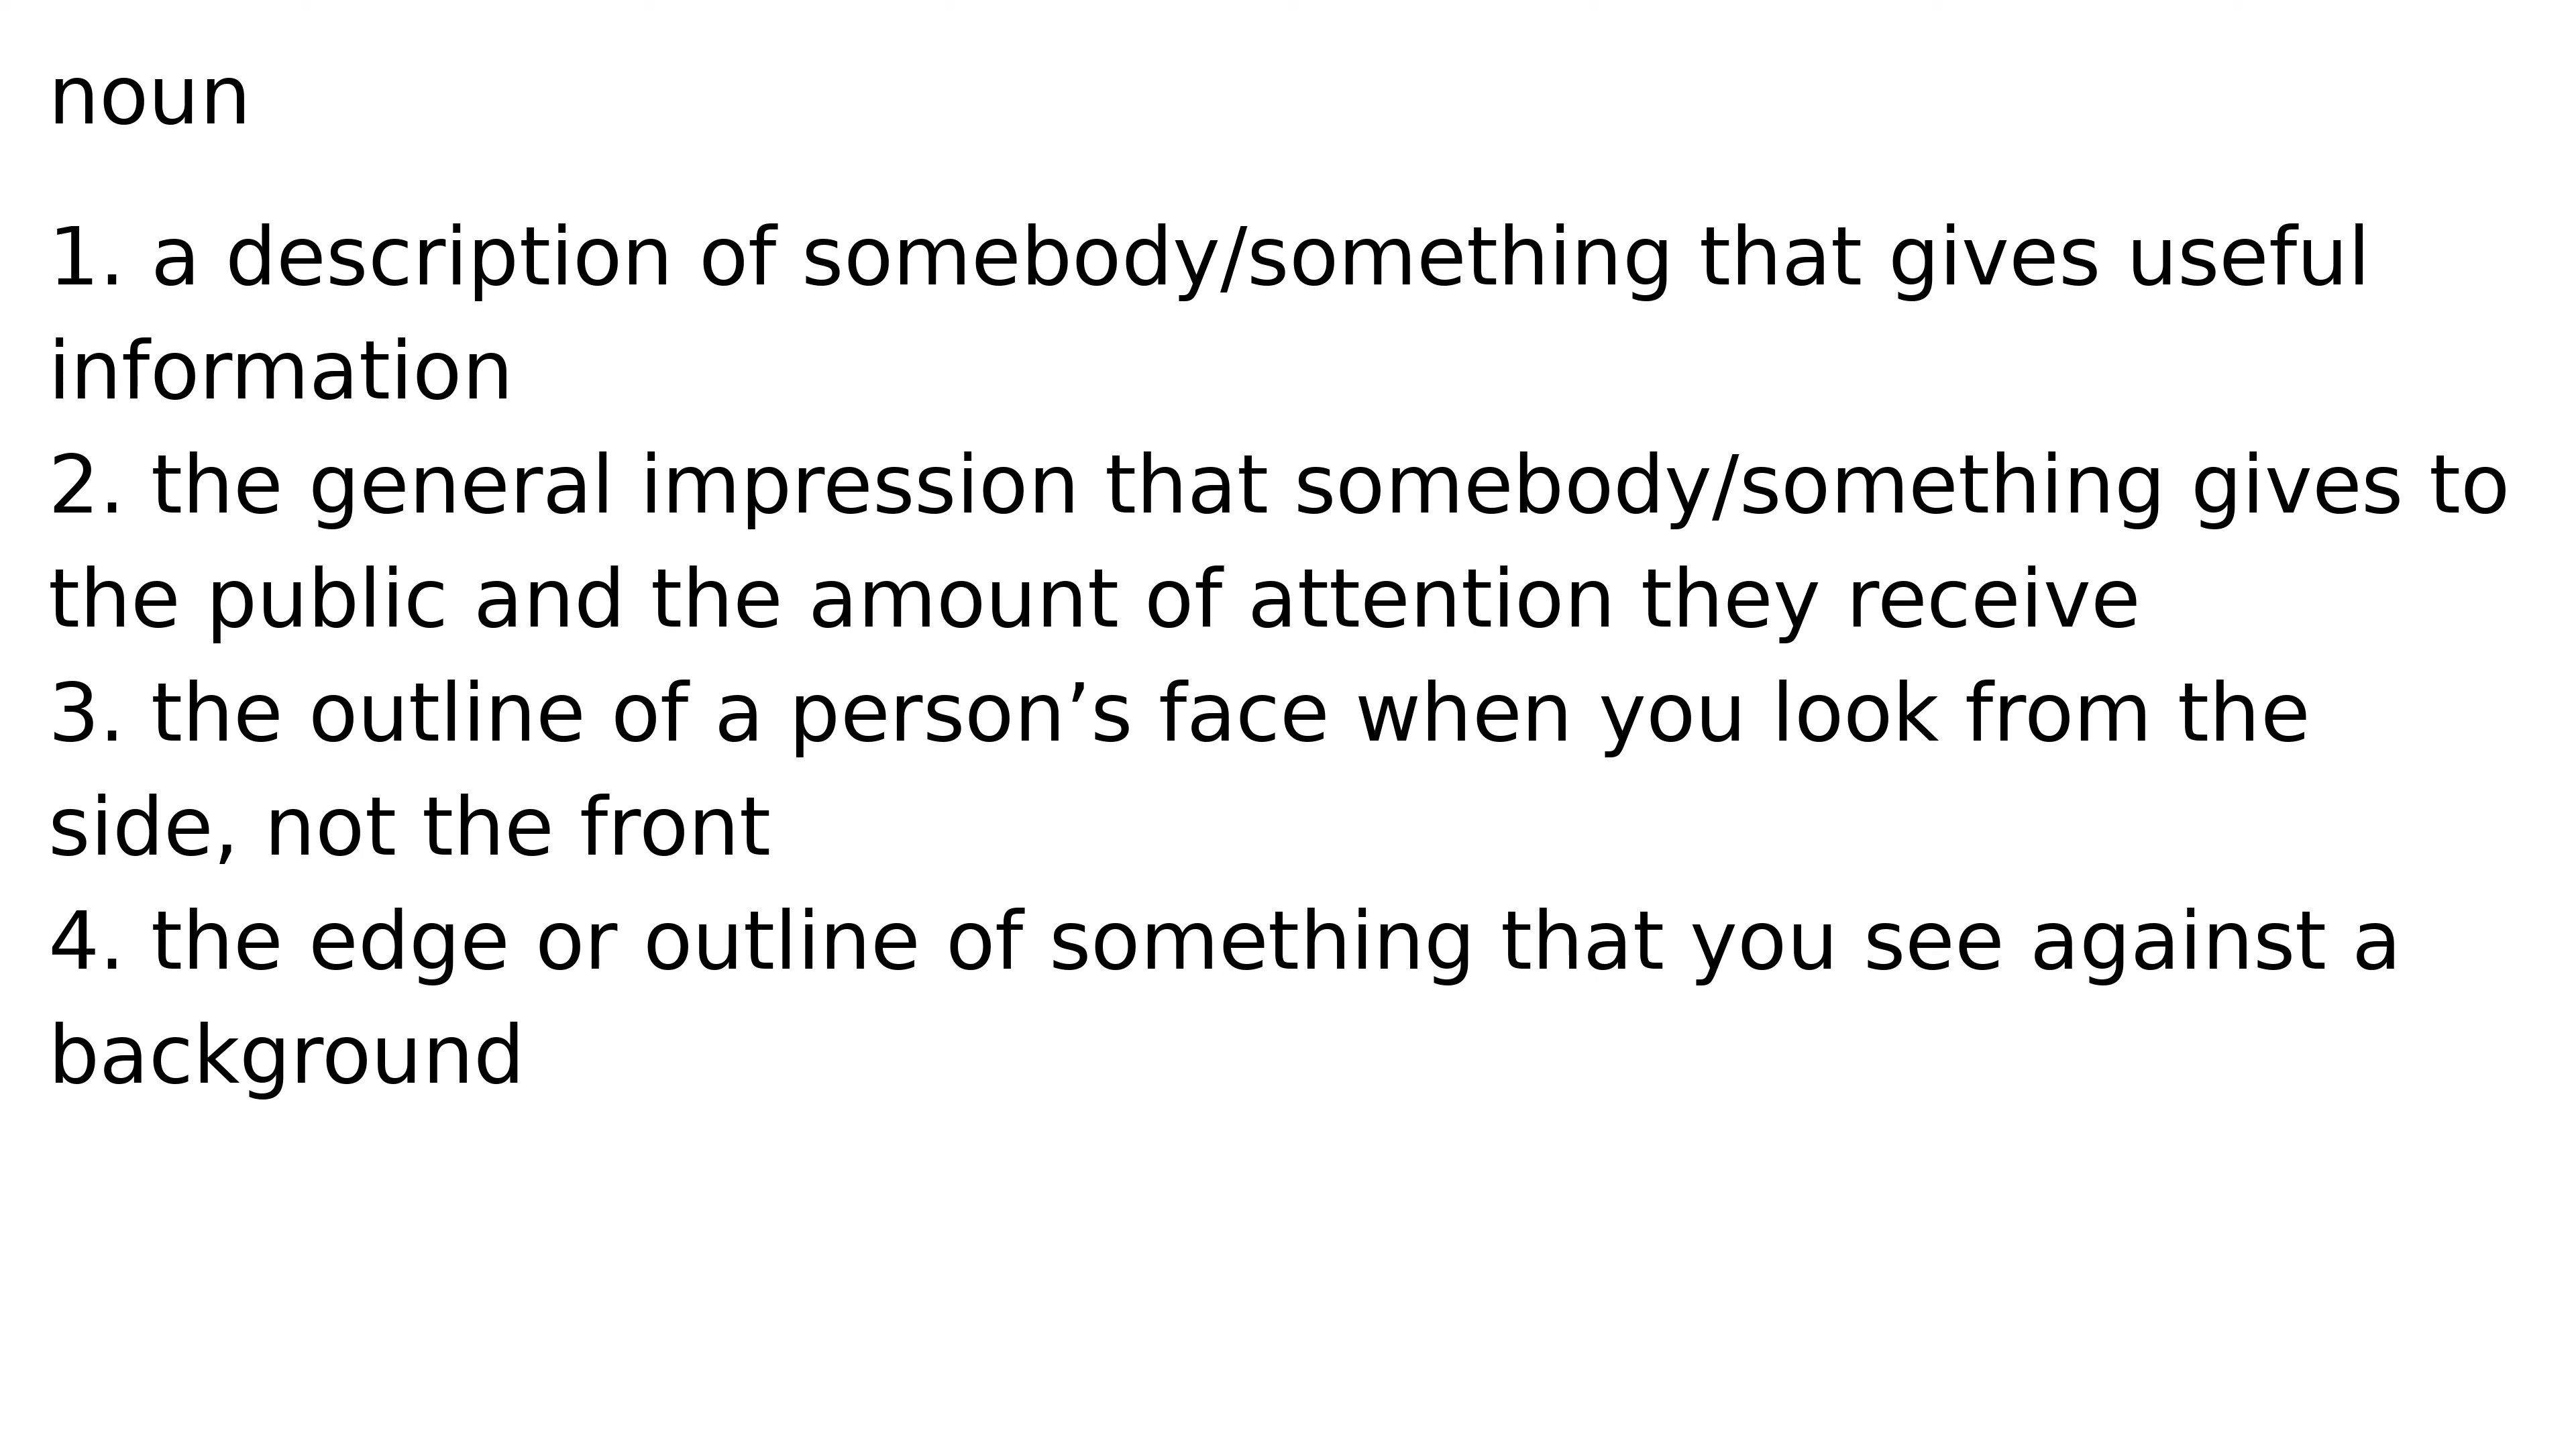 noun
1. a description of somebody/something that gives useful
information
2. the general impression that somebody/something gives to
the public and the amount of attention they receive
3. the outline of a person’s face when you look from the
side, not the front
4. the edge or outline of something that you see against a
background